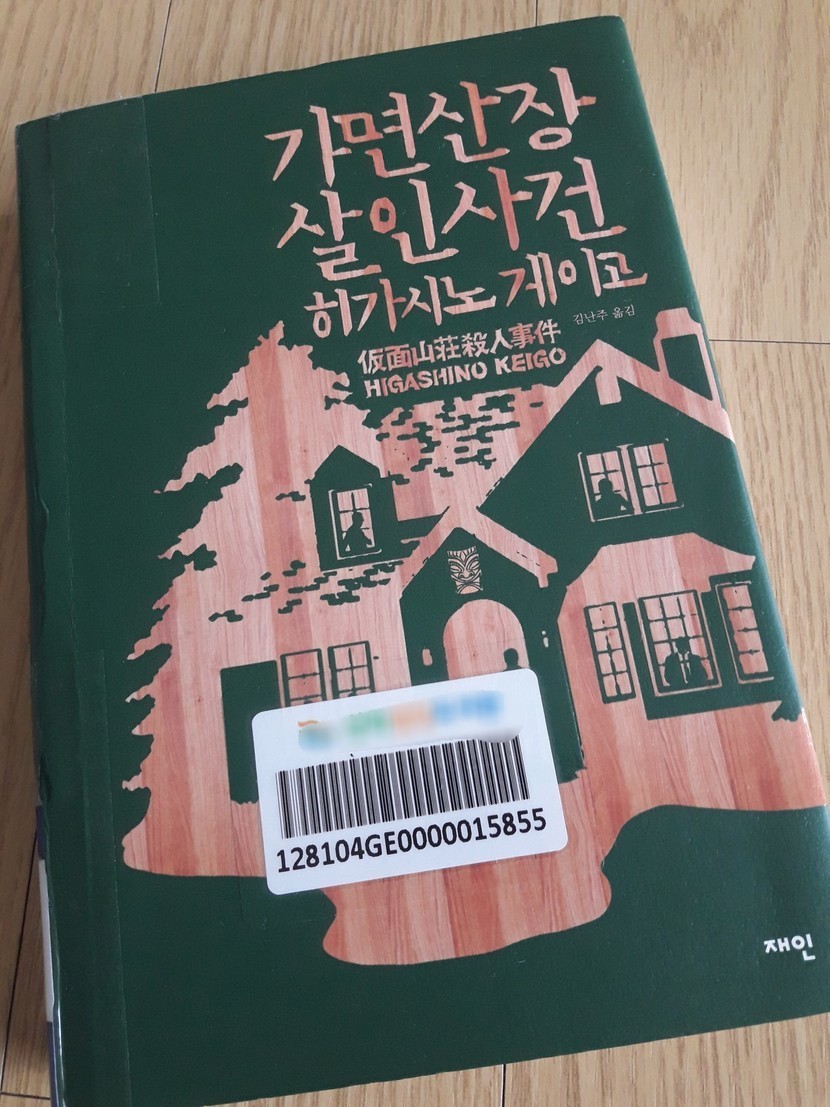 가면산장
살인사건
히가시노 게이고
김난주 옮김
仮面山荘殺人事件
HIGASHINO KEIGO
128104GE0000015855
재인